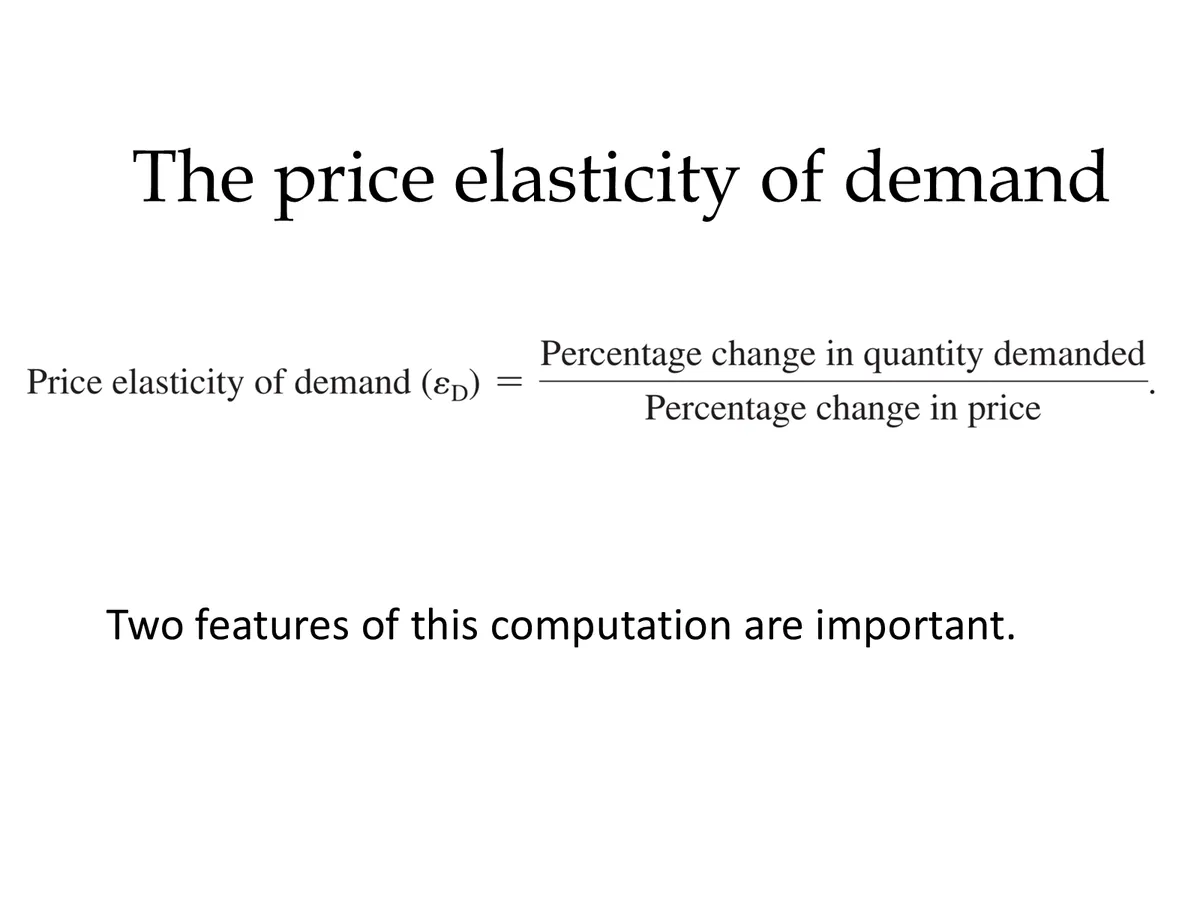 The price elasticity of demand
Price elasticity of demand (εD) = Percentage change in quantity demanded
Percentage change in price.
Two features of this computation are important.